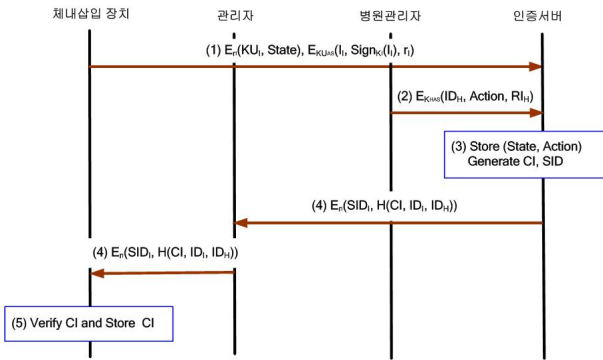 체내삽입 장치 관리자 병원관리자 인증서버
(1) E_ri(KU_I, State), E_KU_AS(I_I, Sign_KI(I_I), r_i)
(2) E_K_HAS(ID_H, Action, RI_H)
(3) Store (State, Action)
Generate CI, SID
(4) E_ri(SID_I, H(CI, ID_I, ID_H))
(4) E_ri(SID_I, H(CI, ID_I, ID_H))
(5) Verify CI and Store CI